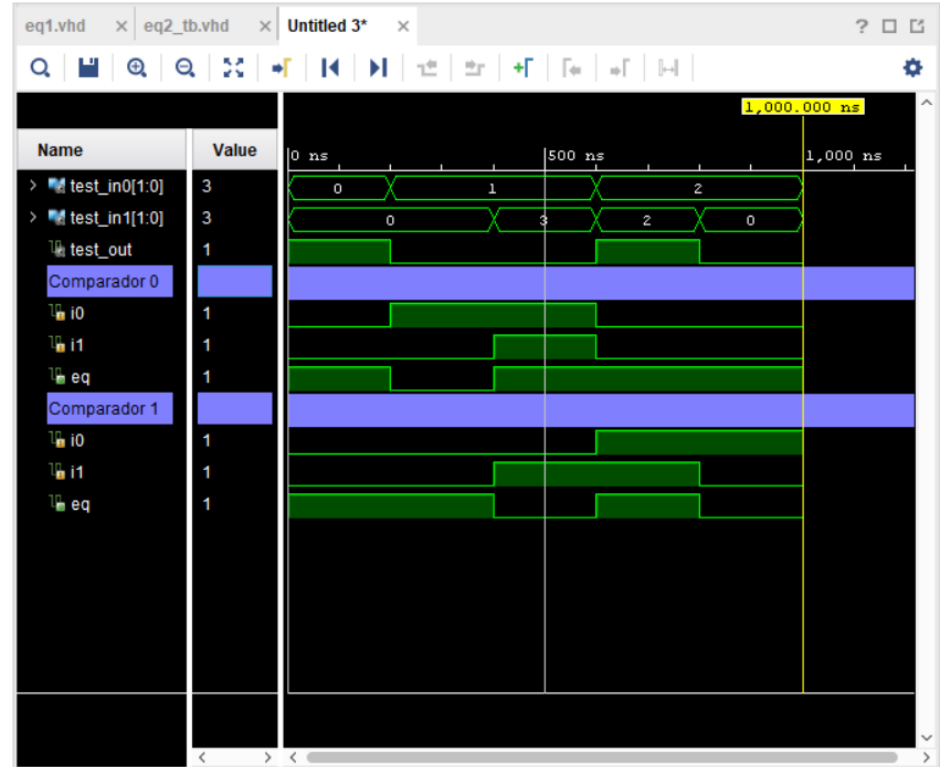 eq1.vhd × eq2_tb.vhd × Untitled 3* × ?
1,000.000 ns
Name Value 0 ns 500 ns 1,000 ns
test_in0[1:0] 3 0 1 2
test_in1[1:0] 3 0 3 2 0
test_out 1
Comparador 0
i0 1
i1 1
eq 1
Comparador 1
i0 1
i1 1
eq 1